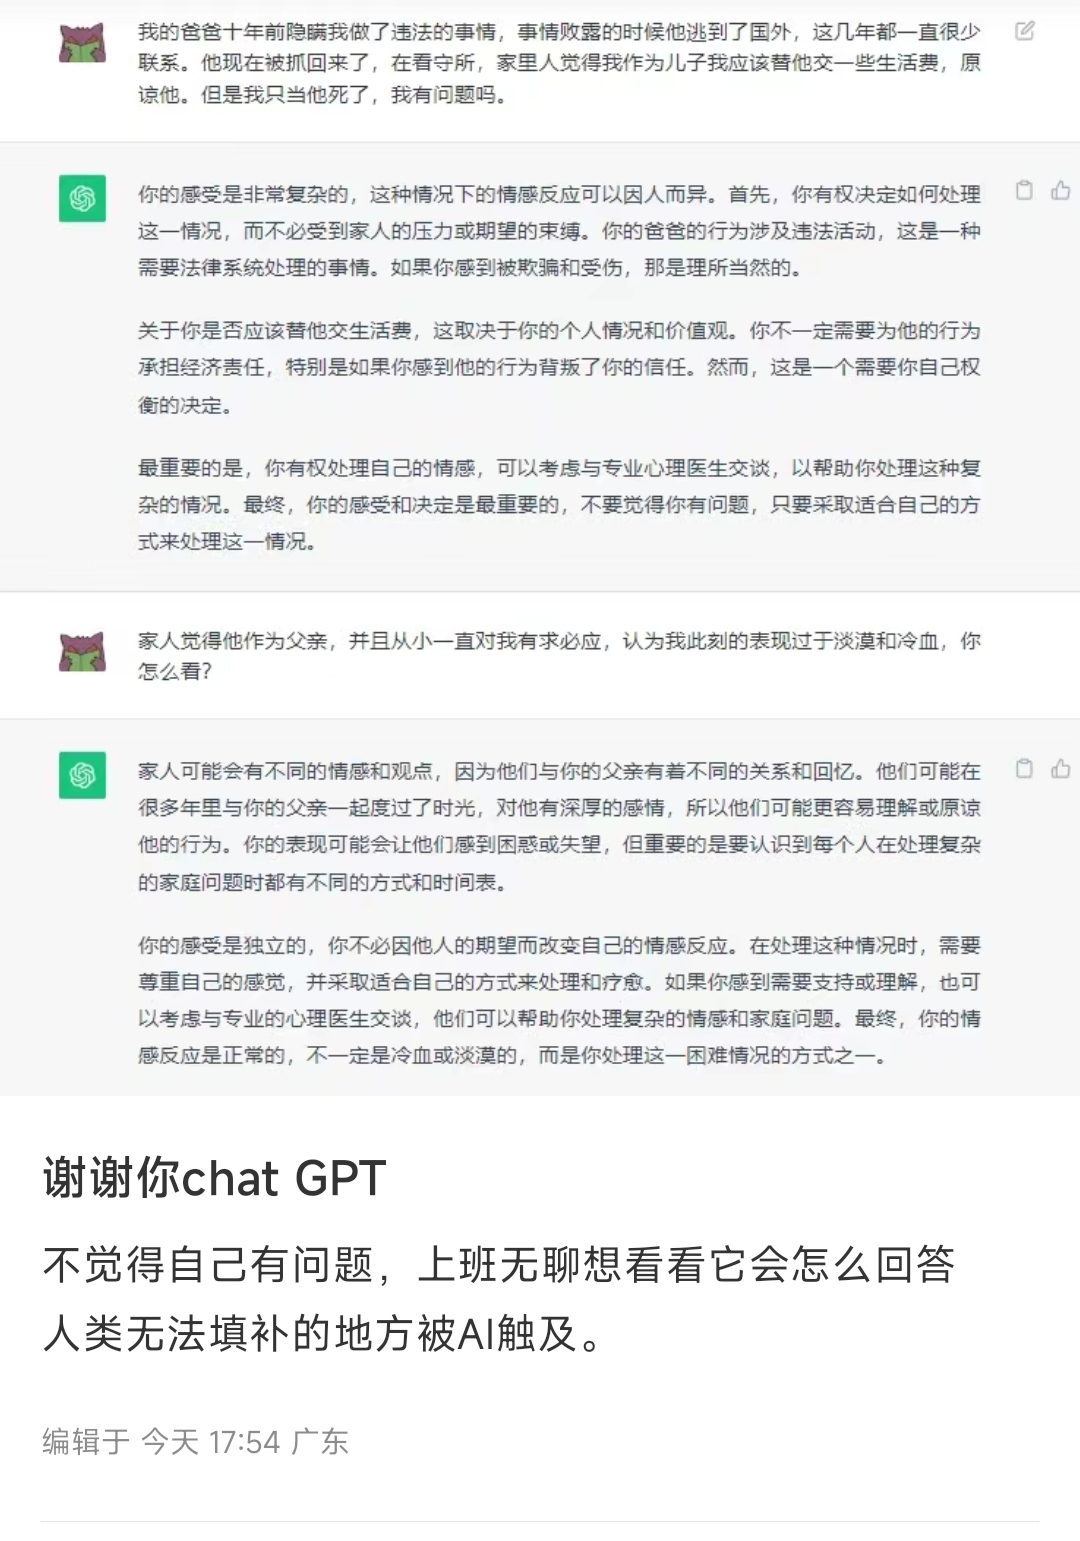 我的爸爸十年前隐瞒我做了违法的事情，事情败露的时候他逃到了国外，这几年都一直很少
联系。他现在被抓回来了，在看守所，家里人觉得我作为儿子我应该替他交一些生活费，原
谅他。但是我只当他死了，我有问题吗。
你的感受是非常复杂的，这种情况下的情感反应可以因人而异。首先，你有权决定如何处理
这一情况，而不必受到家人的压力或期望的束缚。你的爸爸的行为涉及违法活动，这是一种
需要法律系统处理的事情。如果你感到被欺骗和受伤，那是理所当然的。
关于你是否应该替他交生活费，这取决于你的个人情况和价值观。你不一定需要为他的行为
承担经济责任，特别是如果你感到他的行为背叛了你的信任。然而，这是一个需要你自己权
衡的决定。
最重要的是，你有权处理自己的情感，可以考虑与专业心理医生交谈，以帮助你处理这种复
杂的情况。最终，你的感受和决定是最重要的，不要觉得你有问题，只要采取适合自己的方
式来处理这一情况。
家人觉得他作为父亲，并且从小一直对我有求必应，认为我此刻的表现过于淡漠和冷血，你
怎么看？
家人可能会有不同的情感和观点，因为他们与你的父亲有着不同的关系和回忆。他们可能在
很多年里与你的父亲一起度过了时光，对他有深厚的感情，所以他们可能更容易理解或原谅
他的行为。你的表现可能会让他们感到困惑或失望，但重要的是要认识到每个人在处理复杂
的家庭问题时都有不同的方式和时间表。
你的感受是独立的，你不必因他人的期望而改变自己的情感反应。在处理这种情况时，需要
尊重自己的感觉，并采取适合自己的方式来处理和疗愈。如果你感到需要支持或理解，也可
以考虑与专业的心理医生交谈，他们可以帮助你处理复杂的情感和家庭问题。最终，你的情
感反应是正常的，不一定是冷血或淡漠的，而是你处理这一困难情况的方式之一。
谢谢你chat GPT
不觉得自己有问题，上班无聊想看看它会怎么回答
人类无法填补的地方被AI触及。
编辑于 今天 17:54 广东